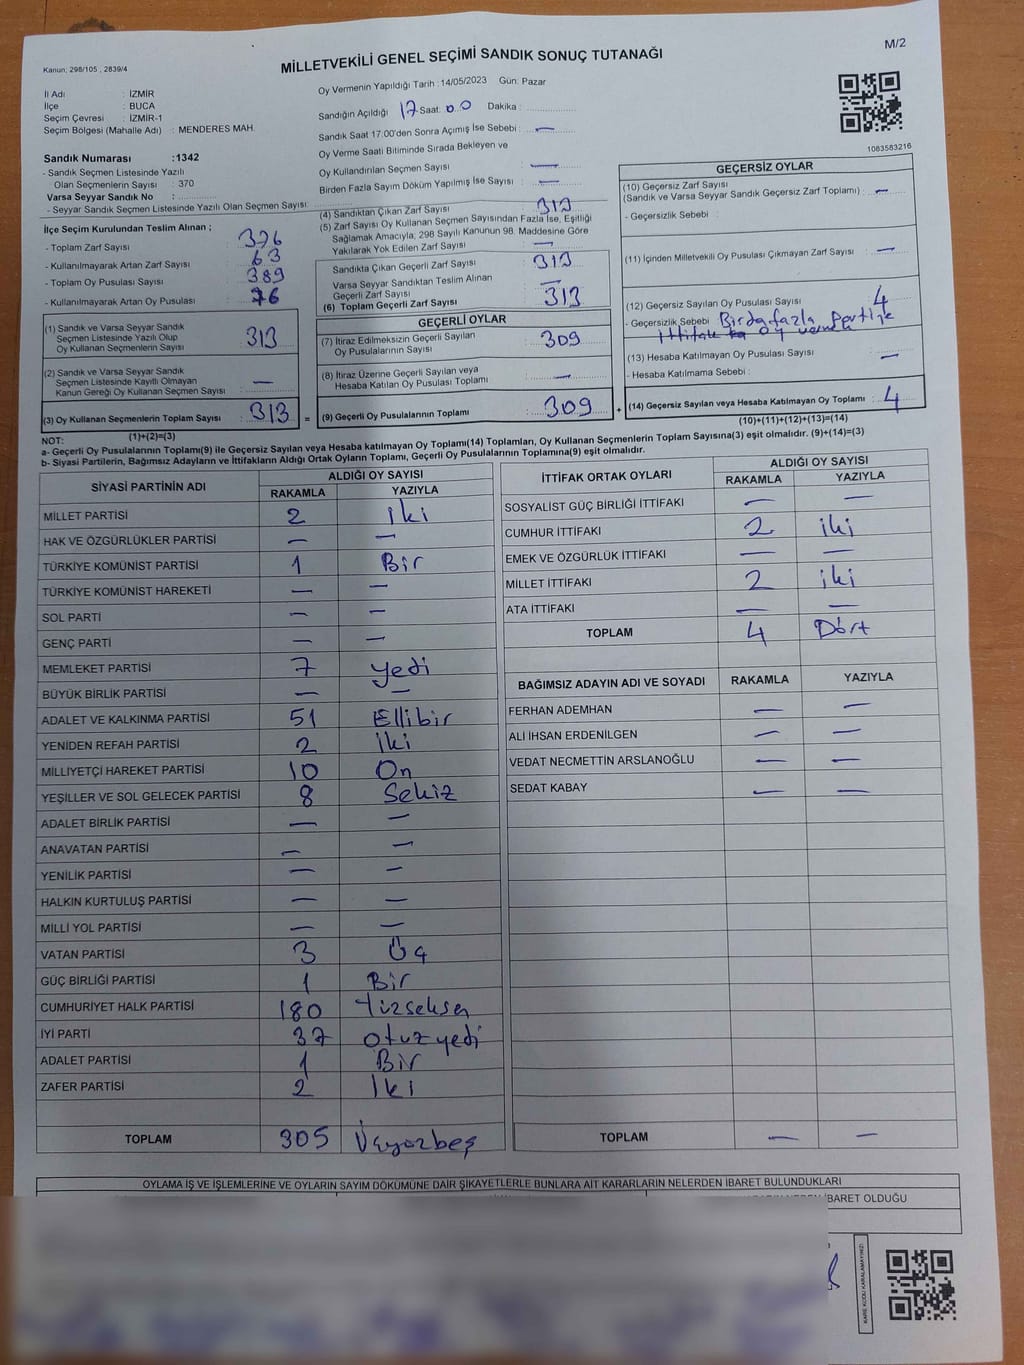 M/2
Kanun; 298/105 , 2839/4
MİLLETVEKİLİ GENEL SEÇİMİ SANDIK SONUÇ TUTANAĞI
İl Adı : İZMİR
İlçe : BUCA
Seçim Çevresi : İZMİR-1
Seçim Bölgesi (Mahalle Adı) : MENDERES MAH.
Sandık Numarası :1342
- Sandık Seçmen Listesinde Yazılı
Olan Seçmenlerin Sayısı : 370
Varsa Seyyar Sandık No :
- Seyyar Sandık Seçmen Listesinde Yazılı Olan Seçmen Sayısı:
Oy Vermenin Yapıldığı Tarih :14/05/2023 Gün: Pazar
Sandığın Açıldığı 17 Saat: 00 Dakika :
Sandık Saat 17.00'den Sonra Açımış İse Sebebi : —
Oy Verme Saati Bitiminde Sırada Bekleyen ve
Oy Kullandırılan Seçmen Sayısı —
Birden Fazla Sayım Döküm Yapılmış İse Sayısı : —
1083583216
İlçe Seçim Kurulundan Teslim Alınan ;
- Toplam Zarf Sayısı : 376
- Kullanılmayarak Artan Zarf Sayısı : 63
- Toplam Oy Pusulası Sayısı : 389
- Kullanılmayarak Artan Oy Pusulası : 76
(1) Sandık ve Varsa Seyyar Sandık
Seçmen Listesinde Yazılı Olup
Oy Kullanan Seçmenlerin Sayısı : 313
(2) Sandık ve Varsa Seyyar Sandık
Seçmen Listesinde Kayıtlı Olmayan
Kanun Gereği Oy Kullanan Seçmen Sayısı : —
(3) Oy Kullanan Seçmenlerin Toplam Sayısı : 313 =
(1)+(2)=(3)
(4) Sandıktan Çıkan Zarf Sayısı : 313
(5) Zarf Sayısı Oy Kullanan Seçmen Sayısından Fazla İse, Eşitliği
Sağlamak Amacıyla; 298 Sayılı Kanunun 98. Maddesine Göre
Yakılarak Yok Edilen Zarf Sayısı : —
Sandıkta Çıkan Geçerli Zarf Sayısı : 313
Varsa Seyyar Sandıktan Teslim Alınan
Geçerli Zarf Sayısı : —
(6) Toplam Geçerli Zarf Sayısı : 313
GEÇERLİ OYLAR
(7) İtiraz Edilmeksizin Geçerli Sayılan
Oy Pusulalarının Sayısı : 309
(8) İtiraz Üzerine Geçerli Sayılan veya
Hesaba Katılan Oy Pusulası Toplamı : —
(9) Geçerli Oy Pusulalarının Toplamı : 309 +
GEÇERSİZ OYLAR
(10) Geçersiz Zarf Sayısı
(Sandık ve Varsa Seyyar Sandık Geçersiz Zarf Toplamı) : —
- Geçersizlik Sebebi :
(11) İçinden Milletvekili Oy Pusulası Çıkmayan Zarf Sayısı : —
(12) Geçersiz Sayılan Oy Pusulası Sayısı : 4
- Geçersizlik Sebebi
(13) Hesaba Katılmayan Oy Pusulası Sayısı : —
- Hesaba Katılmama Sebebi :
(14) Geçersiz Sayılan veya Hesaba Katılmayan Oy Toplamı : 4
(10)+(11)+(12)+(13)=(14)
NOT:
a- Geçerli Oy Pusulalarının Toplamı(9) ile Geçersiz Sayılan veya Hesaba katılmayan Oy Toplamı(14) Toplamları, Oy Kullanan Seçmenlerin Toplam Sayısına(3) eşit olmalıdır. (9)+(14)=(3)
b- Siyasi Partilerin, Bağımsız Adayların ve İttifakların Aldığı Ortak Oyların Toplamı, Geçerli Oy Pusulalarının Toplamına(9) eşit olmalıdır.
SİYASİ PARTİNİN ADI ALDIĞI OY SAYISI
RAKAMLA YAZIYLA
MİLLET PARTİSİ 2 iki
HAK VE ÖZGÜRLÜKLER PARTİSİ — —
TÜRKİYE KOMÜNİST PARTİSİ 1 Bir
TÜRKİYE KOMÜNİST HAREKETİ — —
SOL PARTİ — —
GENÇ PARTİ — —
MEMLEKET PARTİSİ 7 yedi
BÜYÜK BİRLİK PARTİSİ — —
ADALET VE KALKINMA PARTİSİ 51 Ellibir
YENİDEN REFAH PARTİSİ 2 iki
MİLLİYETÇİ HAREKET PARTİSİ 10 On
YEŞİLLER VE SOL GELECEK PARTİSİ 8 Sekiz
ADALET BİRLİK PARTİSİ — —
ANAVATAN PARTİSİ — —
YENİLİK PARTİSİ — —
HALKIN KURTULUŞ PARTİSİ — —
MİLLİ YOL PARTİSİ — —
VATAN PARTİSİ 3 Üç
GÜÇ BİRLİĞİ PARTİSİ 1 Bir
CUMHURİYET HALK PARTİSİ 180 Yüzseksen
İYİ PARTİ 37 otuzyedi
ADALET PARTİSİ 1 Bir
ZAFER PARTİSİ 2 İki
TOPLAM 305 Üçyüzbeş
İTTİFAK ORTAK OYLARI ALDIĞI OY SAYISI
RAKAMLA YAZIYLA
SOSYALİST GÜÇ BİRLİĞİ İTTİFAKI — —
CUMHUR İTTİFAKI 2 iki
EMEK VE ÖZGÜRLÜK İTTİFAKI — —
MİLLET İTTİFAKI 2 iki
ATA İTTİFAKI — —
TOPLAM 4 Dört
BAĞIMSIZ ADAYIN ADI VE SOYADI RAKAMLA YAZIYLA
FERHAN ADEMHAN — —
ALİ İHSAN ERDENİLGEN — —
VEDAT NECMETTİN ARSLANOĞLU — —
SEDAT KABAY — —
TOPLAM — —
OYLAMA İŞ VE İŞLEMLERİNE VE OYLARIN SAYIM DÖKÜMÜNE DAİR ŞİKAYETLERLE BUNLARA AİT KARARLARIN NELERDEN İBARET BULUNDUKLARI
İBARET OLDUĞU
KARE KODU KARALAMAYINIZ!